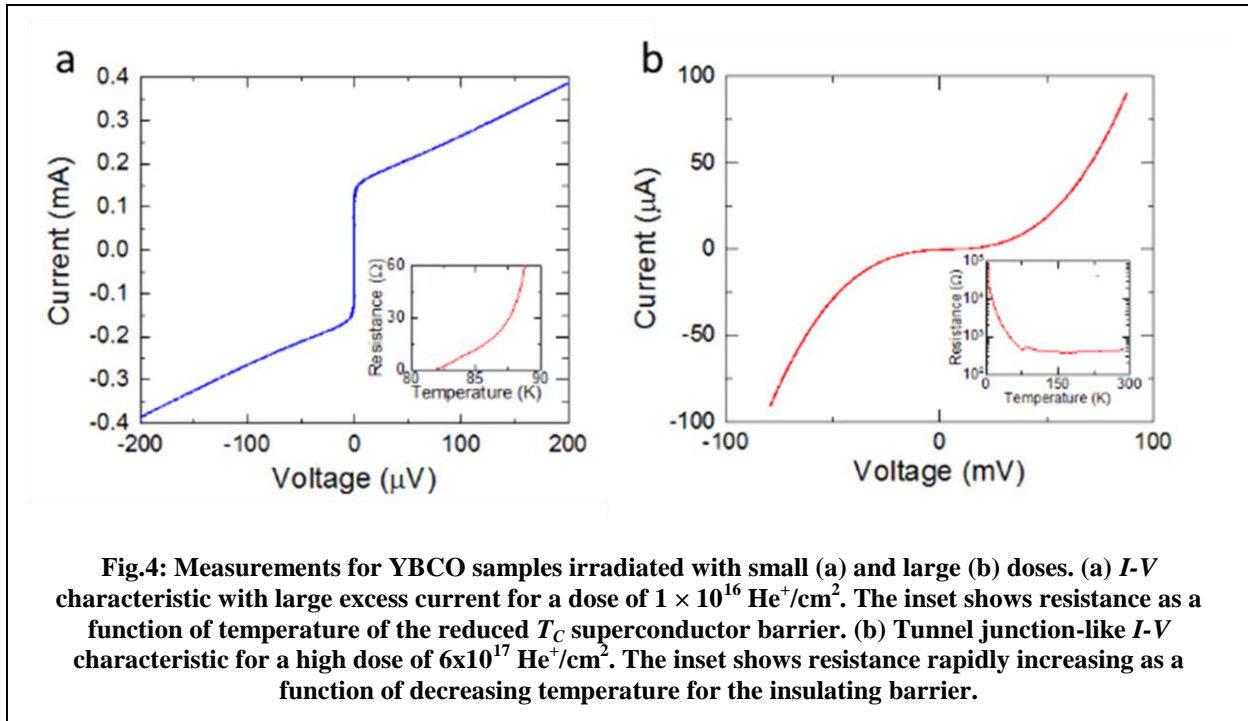 a
0.4
0.3
0.2
0.1
0.0
-0.1
-0.2
-0.3
-0.4
Current (mA)
-200 -100 0 100 200
Voltage (μV)
60
30
0
Resistance (Ω)
80 85 90
Temperature (K)
b
100
50
0
-50
-100
Current (μA)
-100 0 100
Voltage (mV)
10⁵
10⁴
10³
10²
Resistance (Ω)
0 150 300
Temperature (K)
Fig.4: Measurements for YBCO samples irradiated with small (a) and large (b) doses. (a) I-V
characteristic with large excess current for a dose of 1 × 10¹⁶ He⁺/cm². The inset shows resistance as a
function of temperature of the reduced T_C superconductor barrier. (b) Tunnel junction-like I-V
characteristic for a high dose of 6x10¹⁷ He⁺/cm². The inset shows resistance rapidly increasing as a
function of decreasing temperature for the insulating barrier.